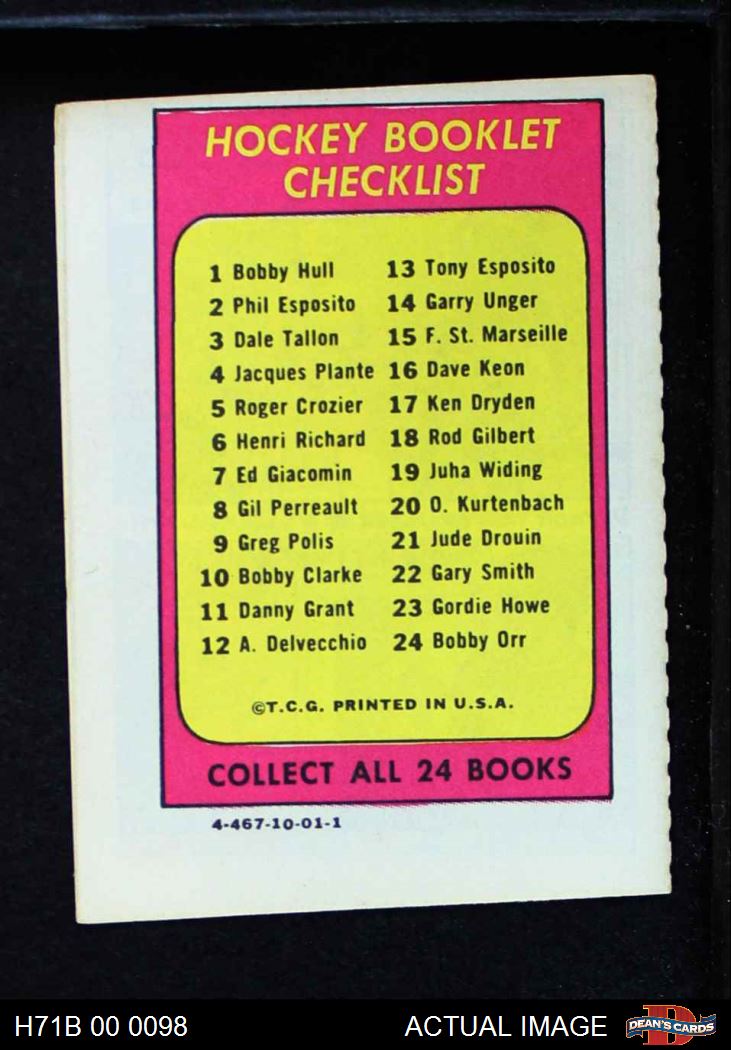 HOCKEY BOOKLET
CHECKLIST
1 Bobby Hull
2 Phil Esposito
3 Dale Tallon
4 Jacques Plante
5 Roger Crozier
6 Henri Richard
7 Ed Giacomin
8 Gil Perreault
9 Greg Polis
10 Bobby Clarke
11 Danny Grant
12 A. Delvecchio
13 Tony Esposito
14 Garry Unger
15 F. St. Marseille
16 Dave Keon
17 Ken Dryden
18 Rod Gilbert
19 Juha Widing
20 O. Kurtenbach
21 Jude Drouin
22 Gary Smith
23 Gordie Howe
24 Bobby Orr
©T.C.G. PRINTED IN U.S.A.
COLLECT ALL 24 BOOKS
4-467-10-01-1
H71B 00 0098
ACTUAL IMAGE
D
DEAN'S CARDS